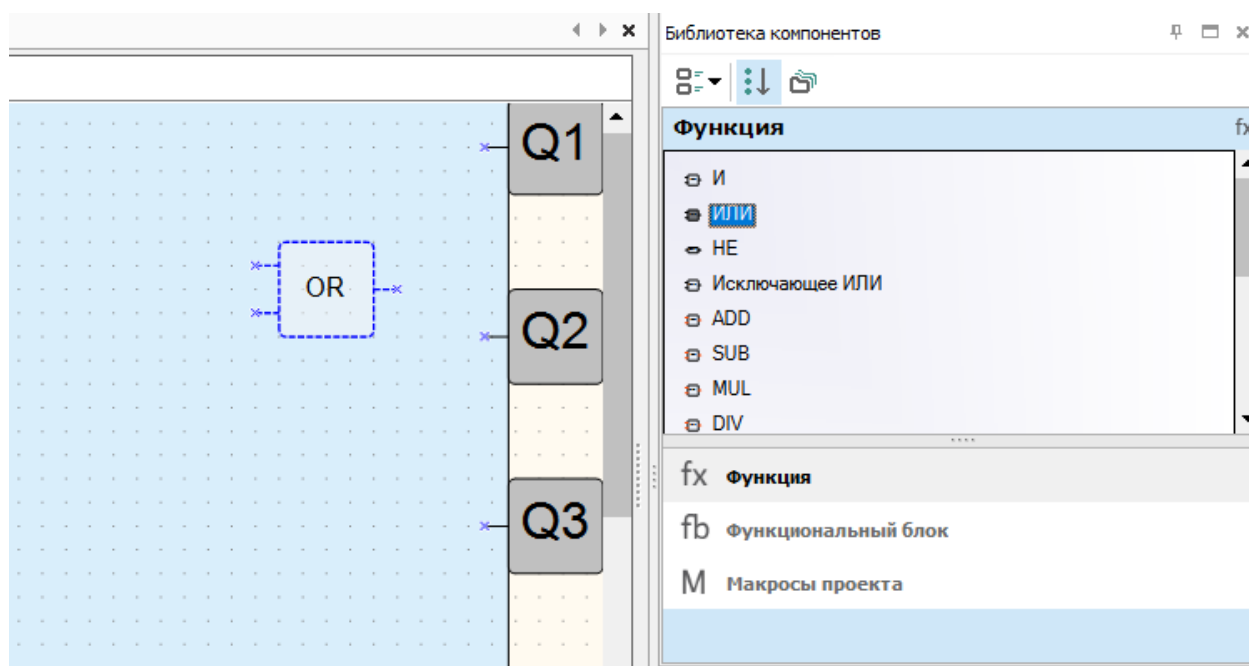 Библиотека компонентов
Функция
fx
И
ИЛИ
НЕ
Исключающее ИЛИ
ADD
SUB
MUL
DIV
fx Функция
fb Функциональный блок
M Макросы проекта
Q1
OR
Q2
Q3